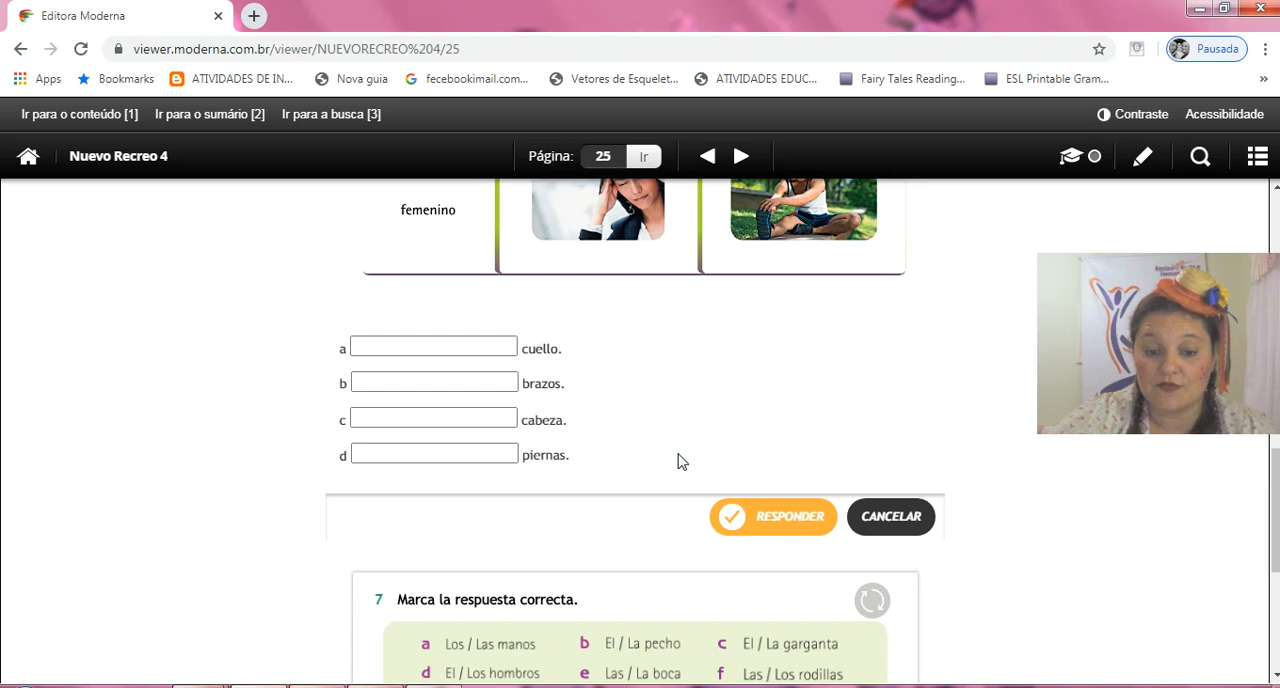 Editora Moderna
viewer.moderna.com.br/viewer/NUEVORECREO%204/25
Pausada
Apps Bookmarks ATIVIDADES DE IN... Nova guia fecebookimail.com... Vetores de Esquelet... ATIVIDADES EDUC... Fairy Tales Reading... ESL Printable Gram... »
Ir para o conteúdo [1] Ir para o sumário [2] Ir para a busca [3] Contraste Acessibilidade
Nuevo Recreo 4 Página: 25 Ir
femenino
a cuello.
b brazos.
c cabeza.
d piernas.
RESPONDER CANCELAR
7 Marca la respuesta correcta.
a Los / Las manos b El / La pecho c El / La garganta
d El / Los hombros e Las / La boca f Las / Los rodillas